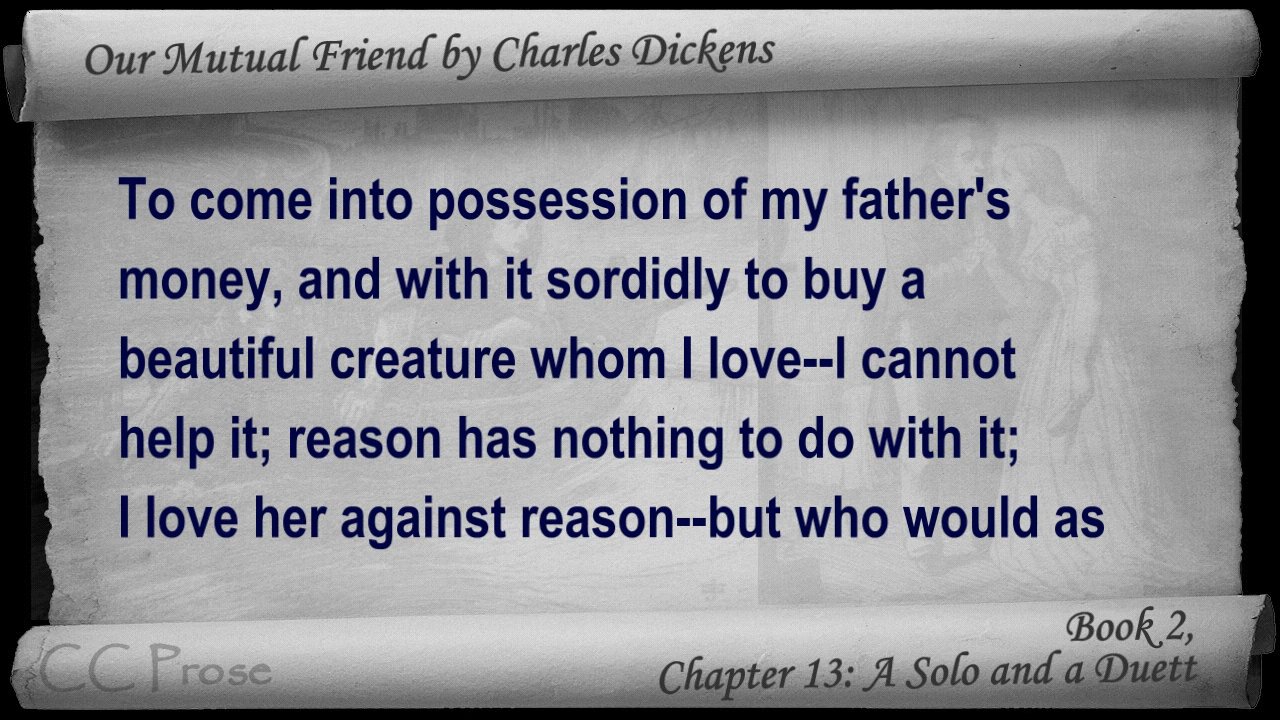 Our Mutual Friend by Charles Dickens
To come into possession of my father's
money, and with it sordidly to buy a
beautiful creature whom I love--I cannot
help it; reason has nothing to do with it;
I love her against reason--but who would as
Book 2,
Chapter 13: A Solo and a Duett
CC Prose